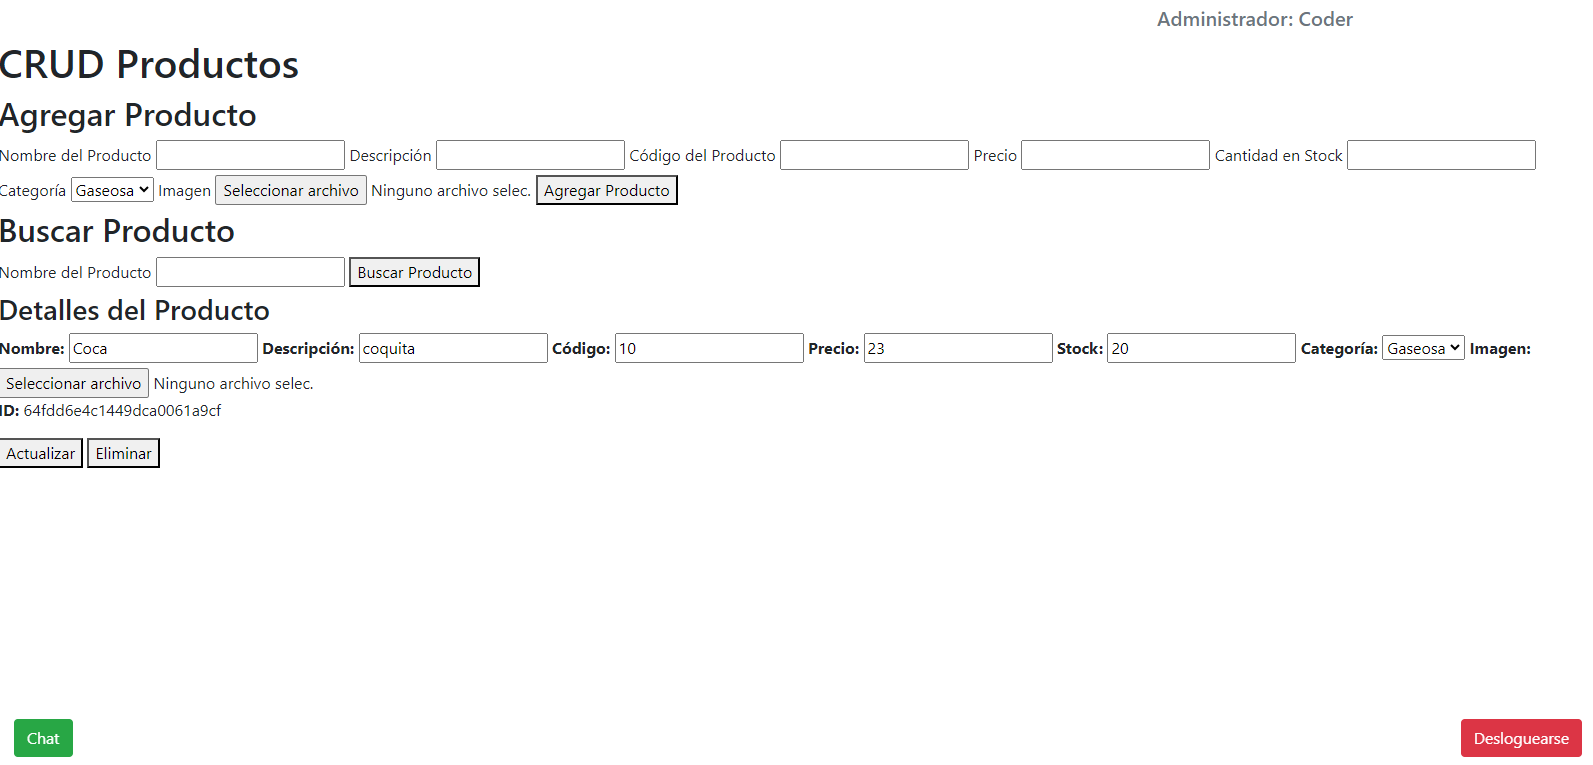 Administrador: Coder
CRUD Productos
Agregar Producto
Nombre del Producto Descripción Código del Producto Precio Cantidad en Stock
Categoría Gaseosa Imagen Seleccionar archivo Ninguno archivo selec. Agregar Producto
Buscar Producto
Nombre del Producto Buscar Producto
Detalles del Producto
Nombre: Coca Descripción: coquita Código: 10 Precio: 23 Stock: 20 Categoría: Gaseosa Imagen:
Seleccionar archivo Ninguno archivo selec.
ID: 64fdd6e4c1449dca0061a9cf
Actualizar Eliminar
Chat Desloguearse